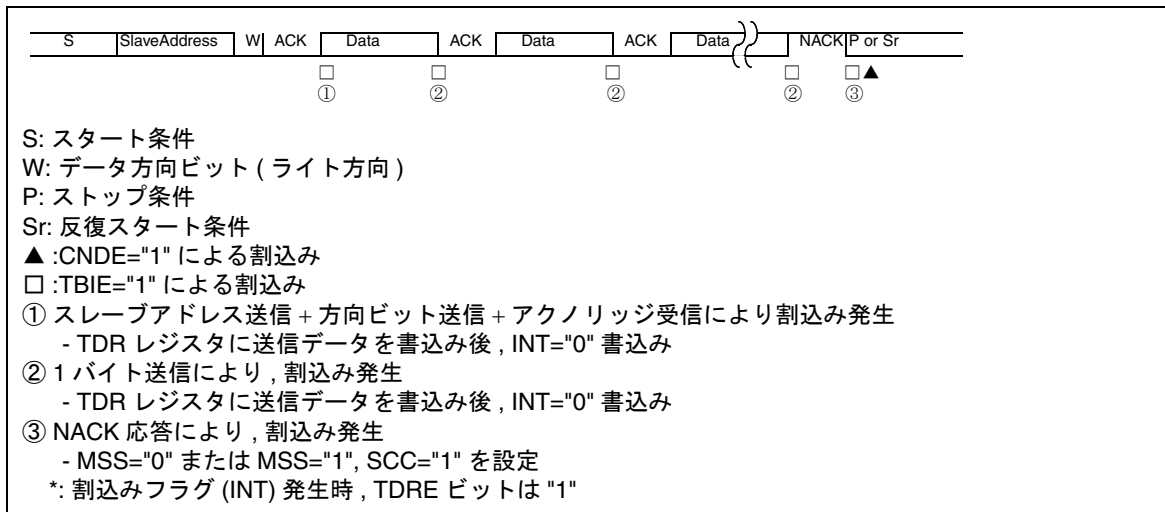 S SlaveAddress W ACK Data ACK Data ACK Data NACK P or Sr
□ □ □ □ □▲
① ② ② ② ③
S: スタート条件
W: データ方向ビット ( ライト方向 )
P: ストップ条件
Sr: 反復スタート条件
▲ :CNDE="1" による割込み
□ :TBIE="1" による割込み
① スレーブアドレス送信 + 方向ビット送信 + アクノリッジ受信により割込み発生
- TDR レジスタに送信データを書込み後 , INT="0" 書込み
② 1 バイト送信により , 割込み発生
- TDR レジスタに送信データを書込み後 , INT="0" 書込み
③ NACK 応答により , 割込み発生
- MSS="0" または MSS="1", SCC="1" を設定
*: 割込みフラグ (INT) 発生時 , TDRE ビットは "1"